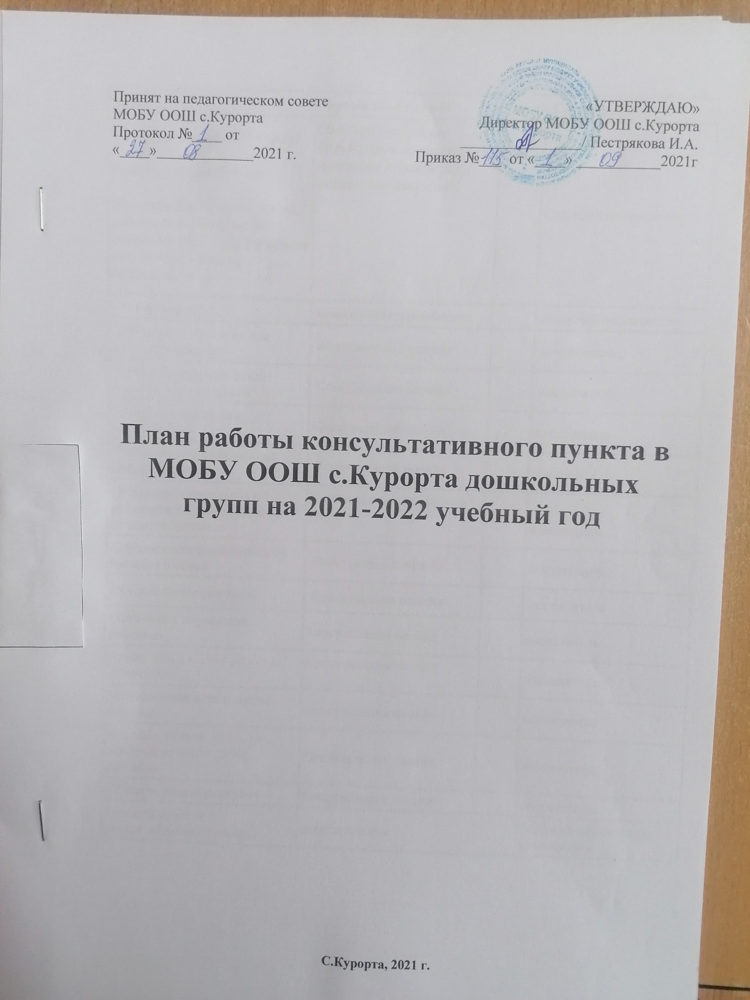 Принят на педагогическом совете
МОБУ ООШ с.Курорта
Протокол № 1 от
«27» 08 2021 г.
«УТВЕРЖДАЮ»
Директор МОБУ ООШ с.Курорта
/ Пестрякова И.А.
Приказ № 115 от « 1 » 09 2021г
План работы консультативного пункта в
МОБУ ООШ с.Курорта дошкольных
групп на 2021-2022 учебный год
С.Курорта, 2021 г.